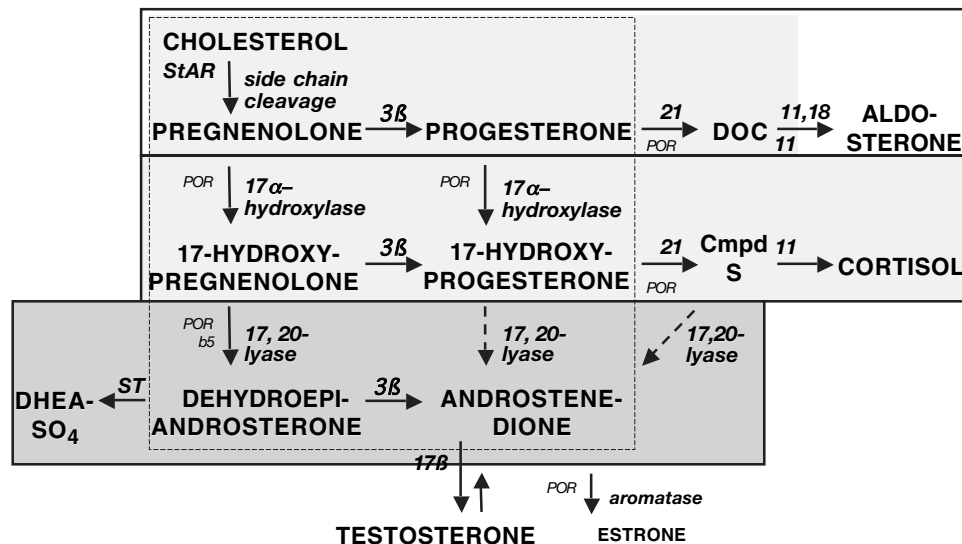 CHOLESTEROL
StAR
side chain
cleavage
PREGNENOLONE
3ß
PROGESTERONE
21
POR
DOC
11,18
11
ALDO-
STERONE
POR
17α–
hydroxylase
POR
17α–
hydroxylase
17-HYDROXY-
PREGNENOLONE
3ß
17-HYDROXY-
PROGESTERONE
21
POR
Cmpd
S
11
CORTISOL
POR
b5
17, 20-
lyase
17, 20-
lyase
17,20-
lyase
DHEA-
SO4
ST
DEHYDROEPI-
ANDROSTERONE
3ß
ANDROSTENE-
DIONE
17ß
POR
aromatase
TESTOSTERONE
ESTRONE